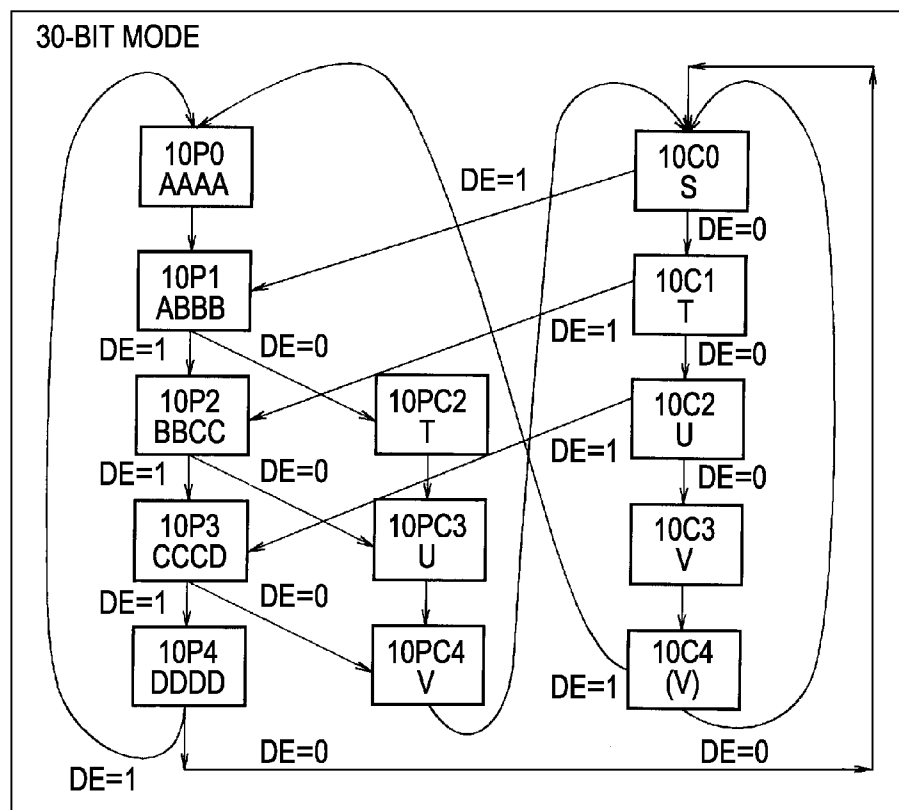 30-BIT MODE
10P0
AAAA
10C0
S
DE=1
DE=0
10P1
ABBB
10C1
T
DE=1
DE=0
DE=1
DE=0
10P2
BBCC
10PC2
T
10C2
U
DE=1
DE=0
DE=1
DE=0
10P3
CCCD
10PC3
U
10C3
V
DE=1
DE=0
10P4
DDDD
10PC4
V
10C4
(V)
DE=1
DE=0
DE=0
DE=1